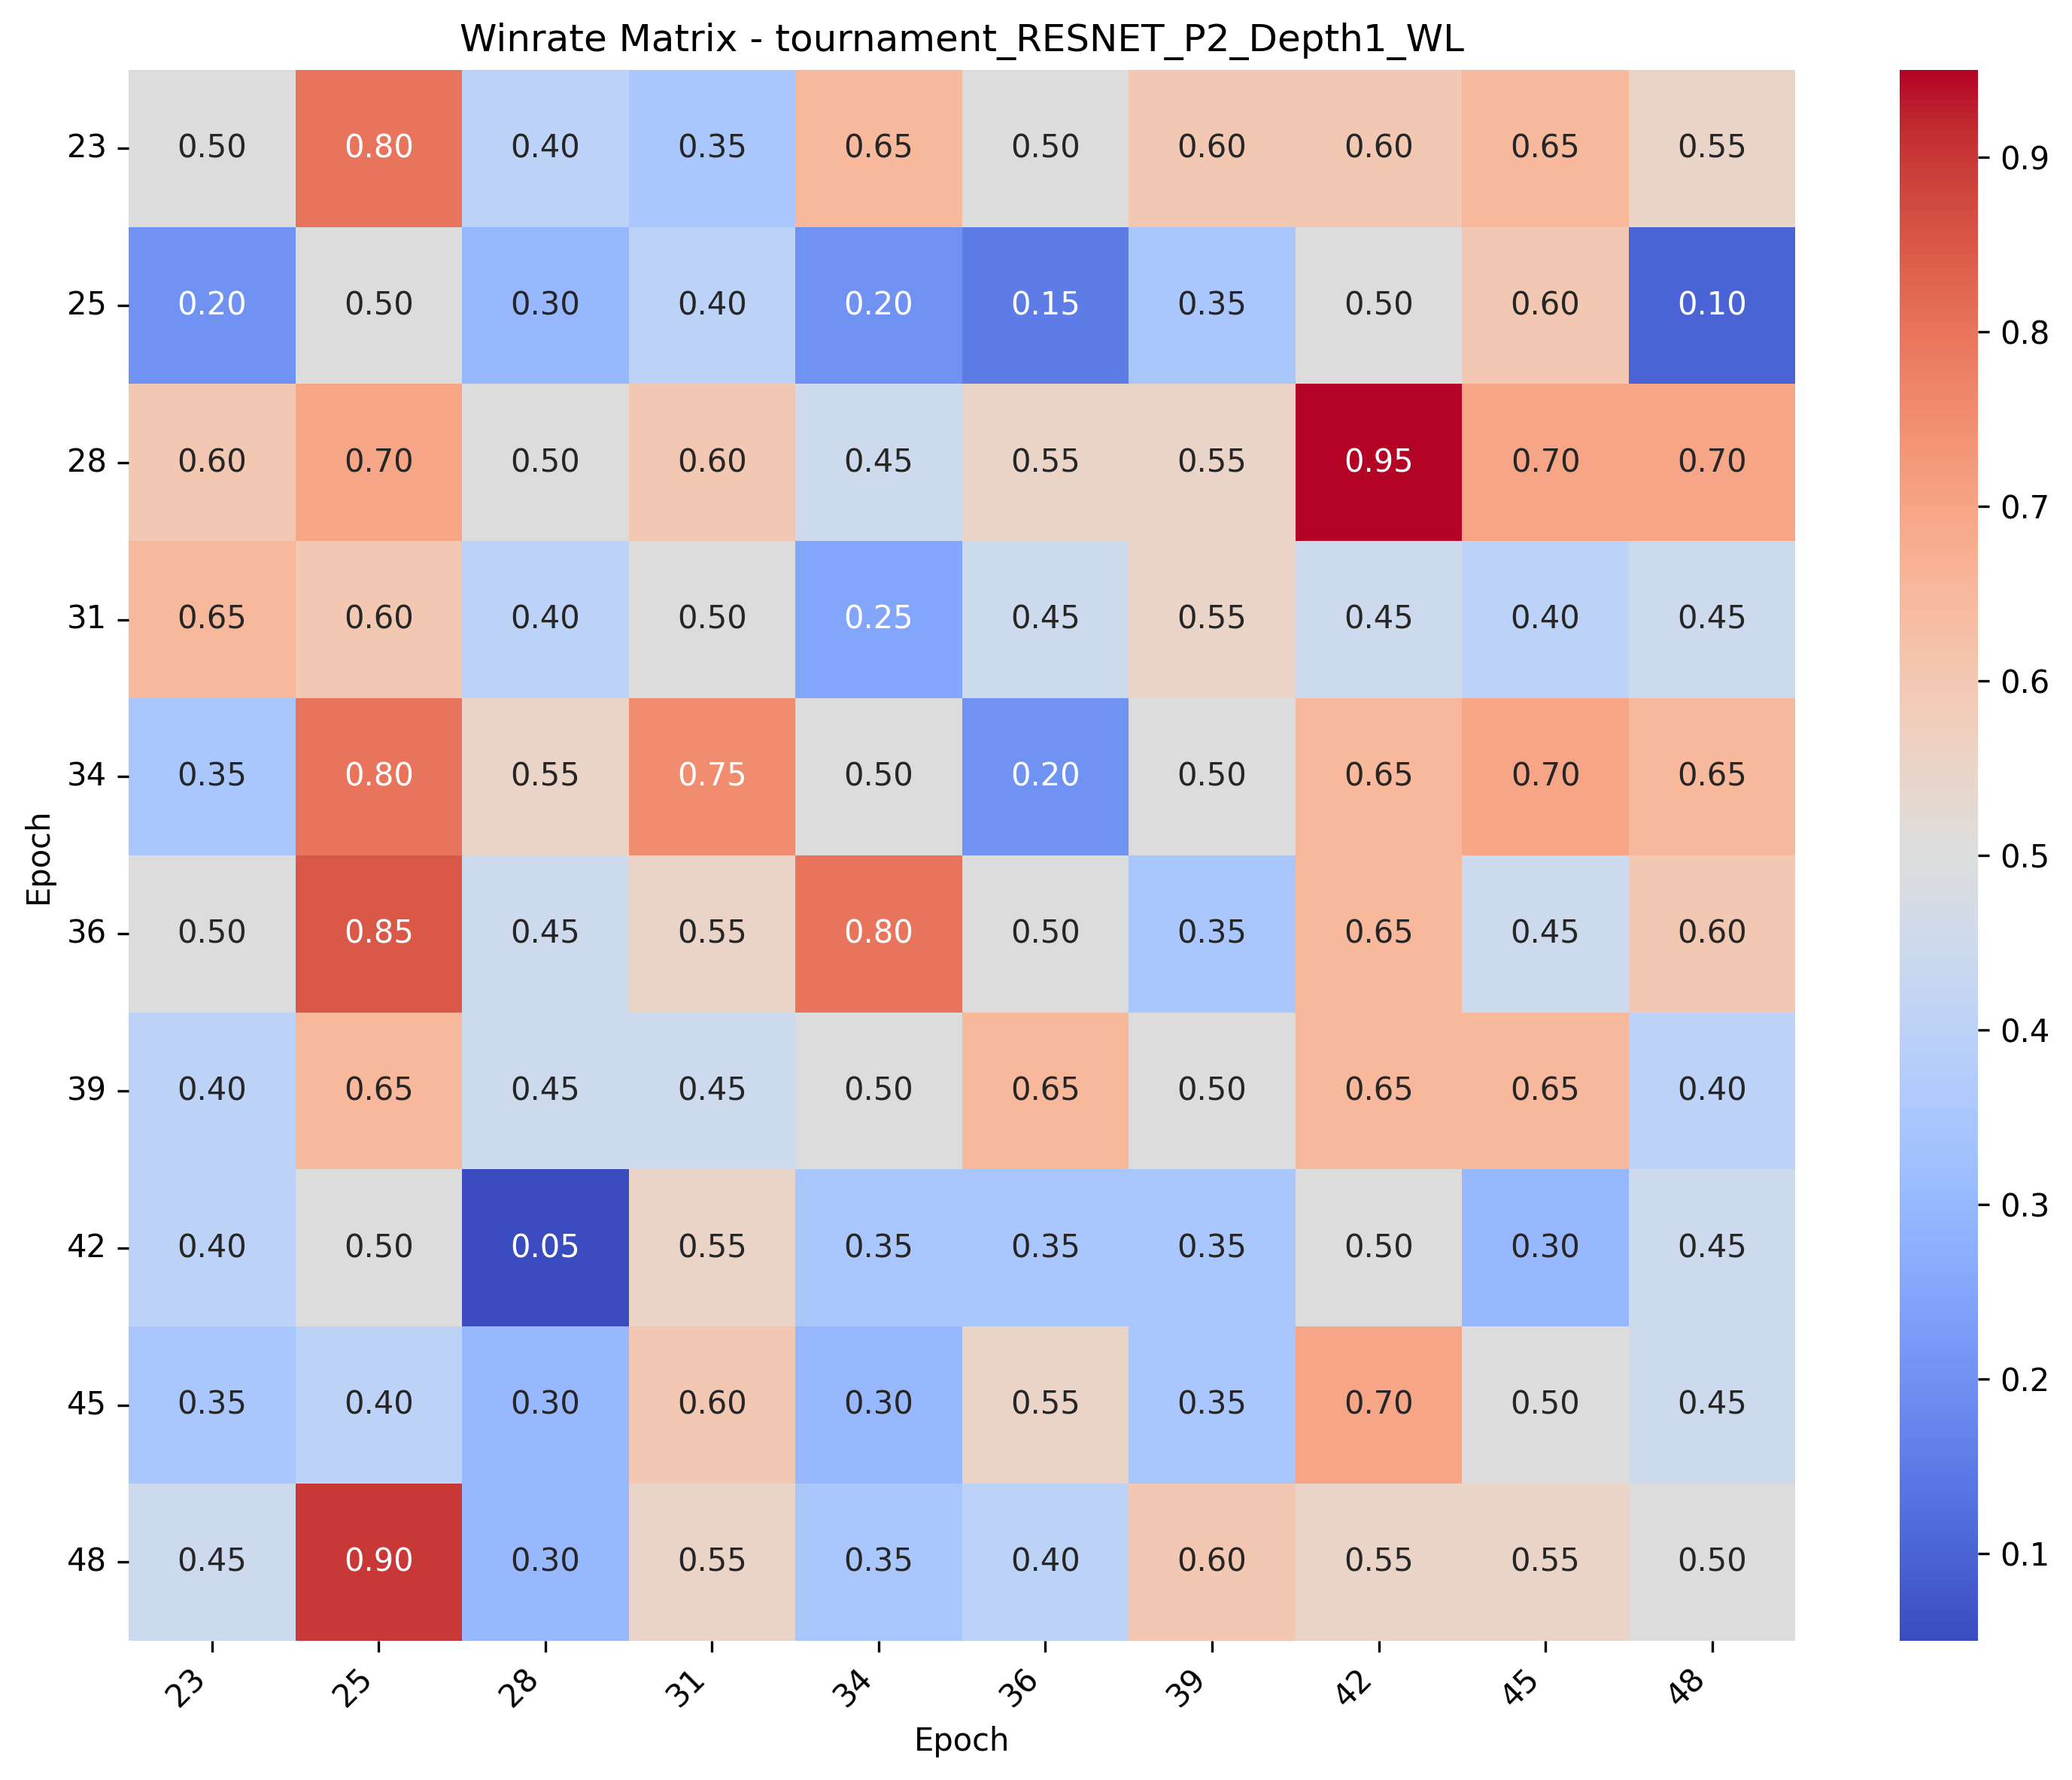 Winrate Matrix - tournament_RESNET_P2_Depth1_WL
23 0.50 0.80 0.40 0.35 0.65 0.50 0.60 0.60 0.65 0.55
25 0.20 0.50 0.30 0.40 0.20 0.15 0.35 0.50 0.60 0.10
28 0.60 0.70 0.50 0.60 0.45 0.55 0.55 0.95 0.70 0.70
31 0.65 0.60 0.40 0.50 0.25 0.45 0.55 0.45 0.40 0.45
34 0.35 0.80 0.55 0.75 0.50 0.20 0.50 0.65 0.70 0.65
36 0.50 0.85 0.45 0.55 0.80 0.50 0.35 0.65 0.45 0.60
39 0.40 0.65 0.45 0.45 0.50 0.65 0.50 0.65 0.65 0.40
42 0.40 0.50 0.05 0.55 0.35 0.35 0.35 0.50 0.30 0.45
45 0.35 0.40 0.30 0.60 0.30 0.55 0.35 0.70 0.50 0.45
48 0.45 0.90 0.30 0.55 0.35 0.40 0.60 0.55 0.55 0.50
23 25 28 31 34 36 39 42 45 48
Epoch
Epoch
0.9
0.8
0.7
0.6
0.5
0.4
0.3
0.2
0.1